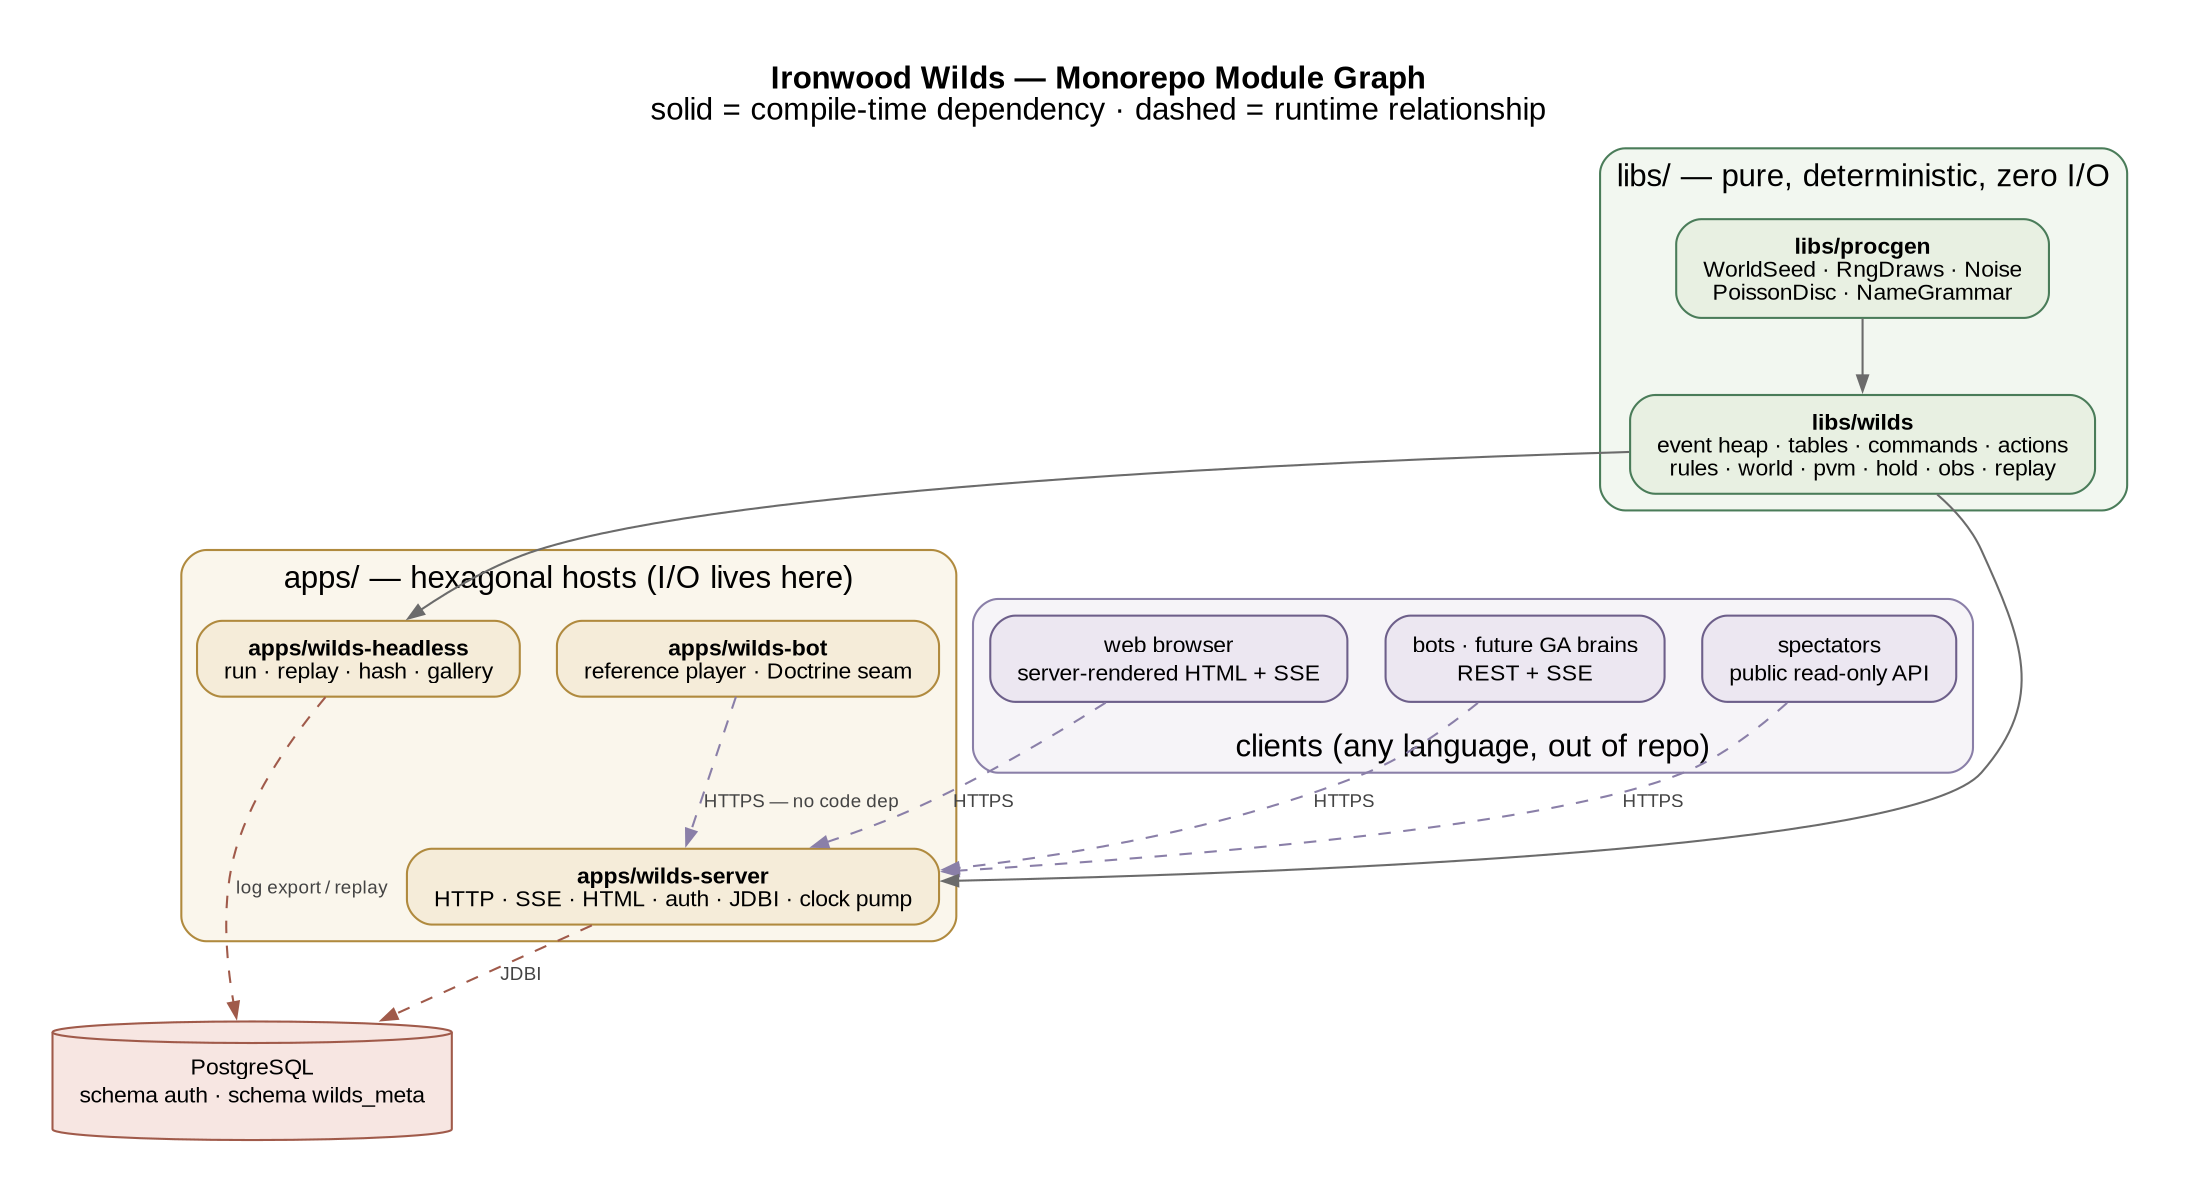 Ironwood Wilds — Monorepo Module Graph
solid = compile-time dependency · dashed = runtime relationship
libs/ — pure, deterministic, zero I/O
libs/procgen
WorldSeed · RngDraws · Noise
PoissonDisc · NameGrammar
libs/wilds
event heap · tables · commands · actions
rules · world · pvm · hold · obs · replay
apps/ — hexagonal hosts (I/O lives here)
apps/wilds-headless
run · replay · hash · gallery
apps/wilds-bot
reference player · Doctrine seam
web browser
server-rendered HTML + SSE
bots · future GA brains
REST + SSE
spectators
public read-only API
clients (any language, out of repo)
HTTPS — no code dep
HTTPS
HTTPS
HTTPS
apps/wilds-server
HTTP · SSE · HTML · auth · JDBI · clock pump
log export / replay
JDBI
PostgreSQL
schema auth · schema wilds_meta